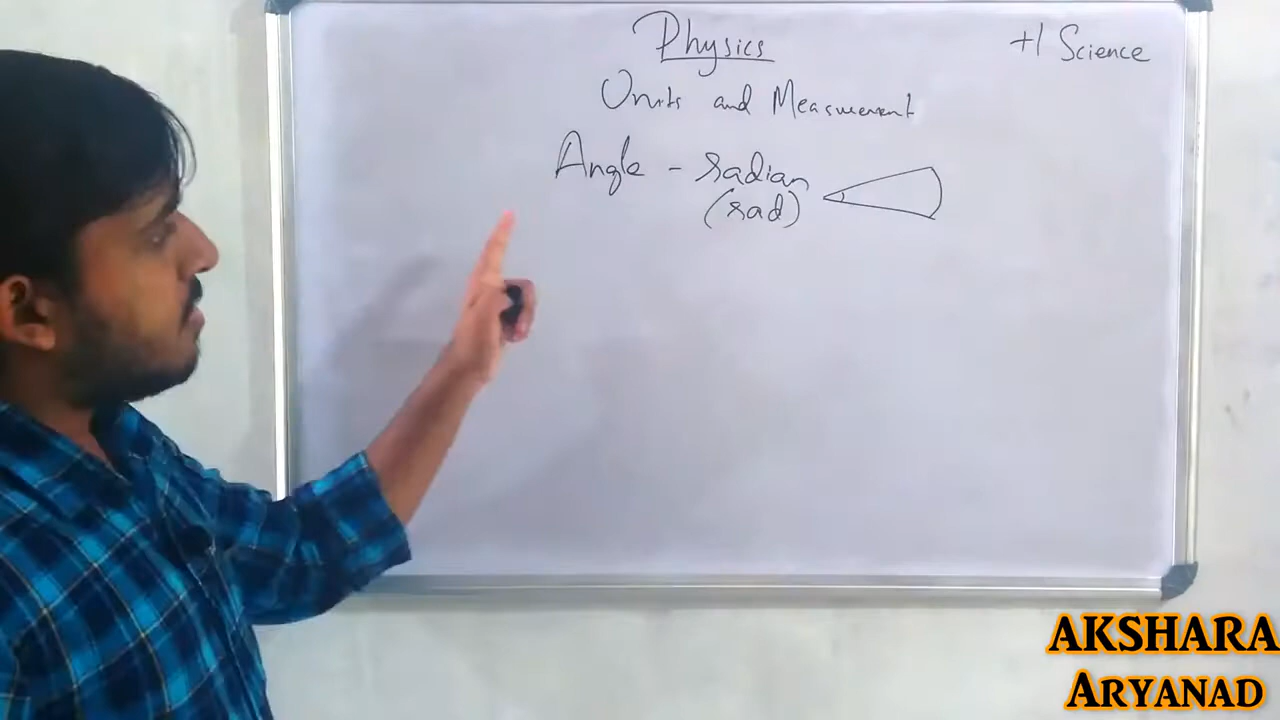 Physics
+1 Science
Units and Measurement
Angle - radian
(rad)
AKSHARA
ARYANAD